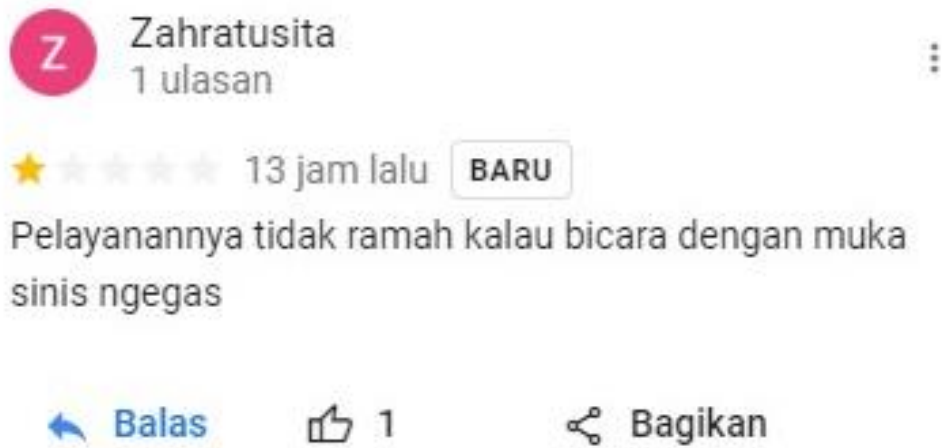 Z
Zahratusita
1 ulasan
13 jam lalu BARU
Pelayanannya tidak ramah kalau bicara dengan muka
sinis ngegas
Balas 1 Bagikan